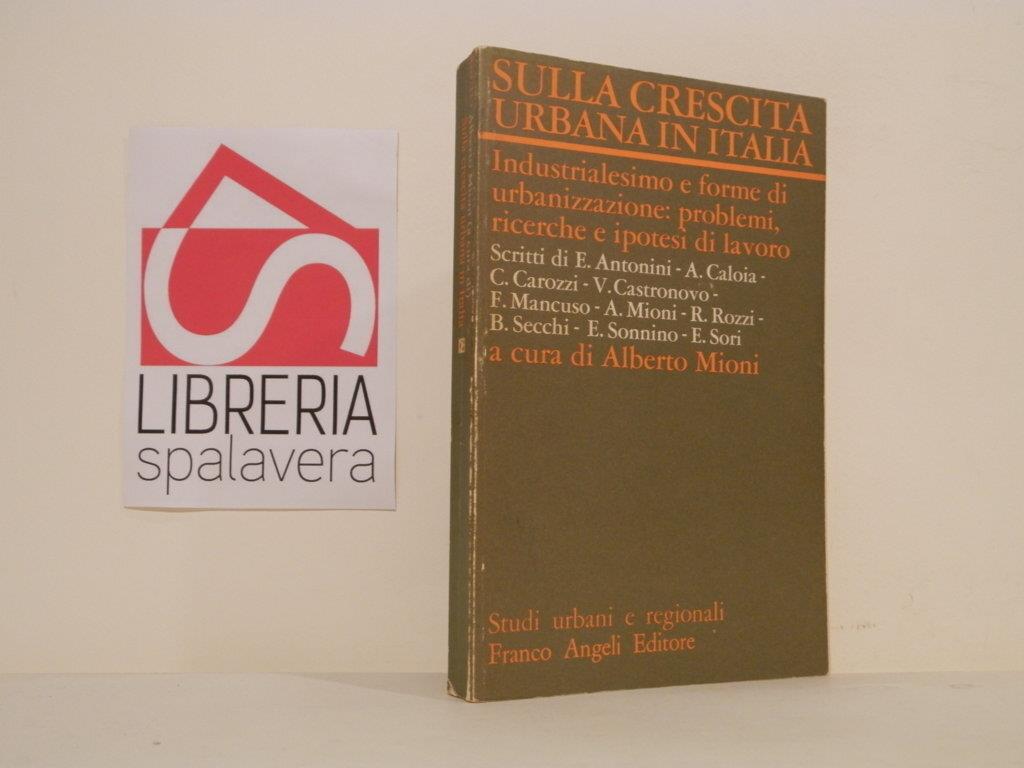 LIBRERIA
spalavera
SULLA CRESCITA
URBANA IN ITALIA
Industrialesimo e forme di
urbanizzazione: problemi,
ricerche e ipotesi di lavoro
Scritti di E. Antonini - A. Caloia -
C. Carozzi - V. Castronovo -
F. Mancuso - A. Mioni - R. Rozzi -
B. Secchi - E. Sonnino - E. Sori
a cura di Alberto Mioni
Studi urbani e regionali
Franco Angeli Editore